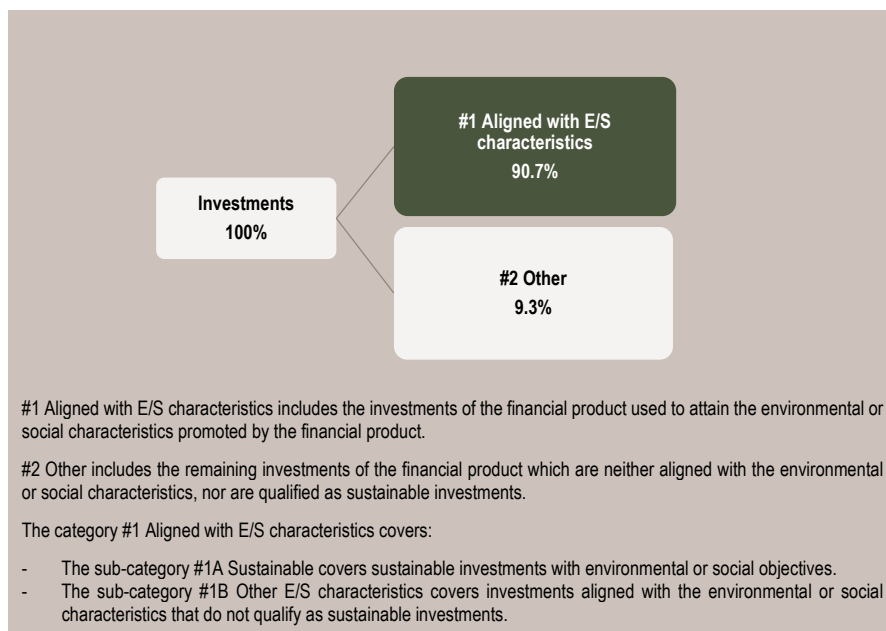 #1 Aligned with E/S
characteristics
90.7%
Investments
100%
#2 Other
9.3%
#1 Aligned with E/S characteristics includes the investments of the financial product used to attain the environmental or
social characteristics promoted by the financial product.
#2 Other includes the remaining investments of the financial product which are neither aligned with the environmental
or social characteristics, nor are qualified as sustainable investments.
The category #1 Aligned with E/S characteristics covers:
- The sub-category #1A Sustainable covers sustainable investments with environmental or social objectives.
- The sub-category #1B Other E/S characteristics covers investments aligned with the environmental or social
characteristics that do not qualify as sustainable investments.